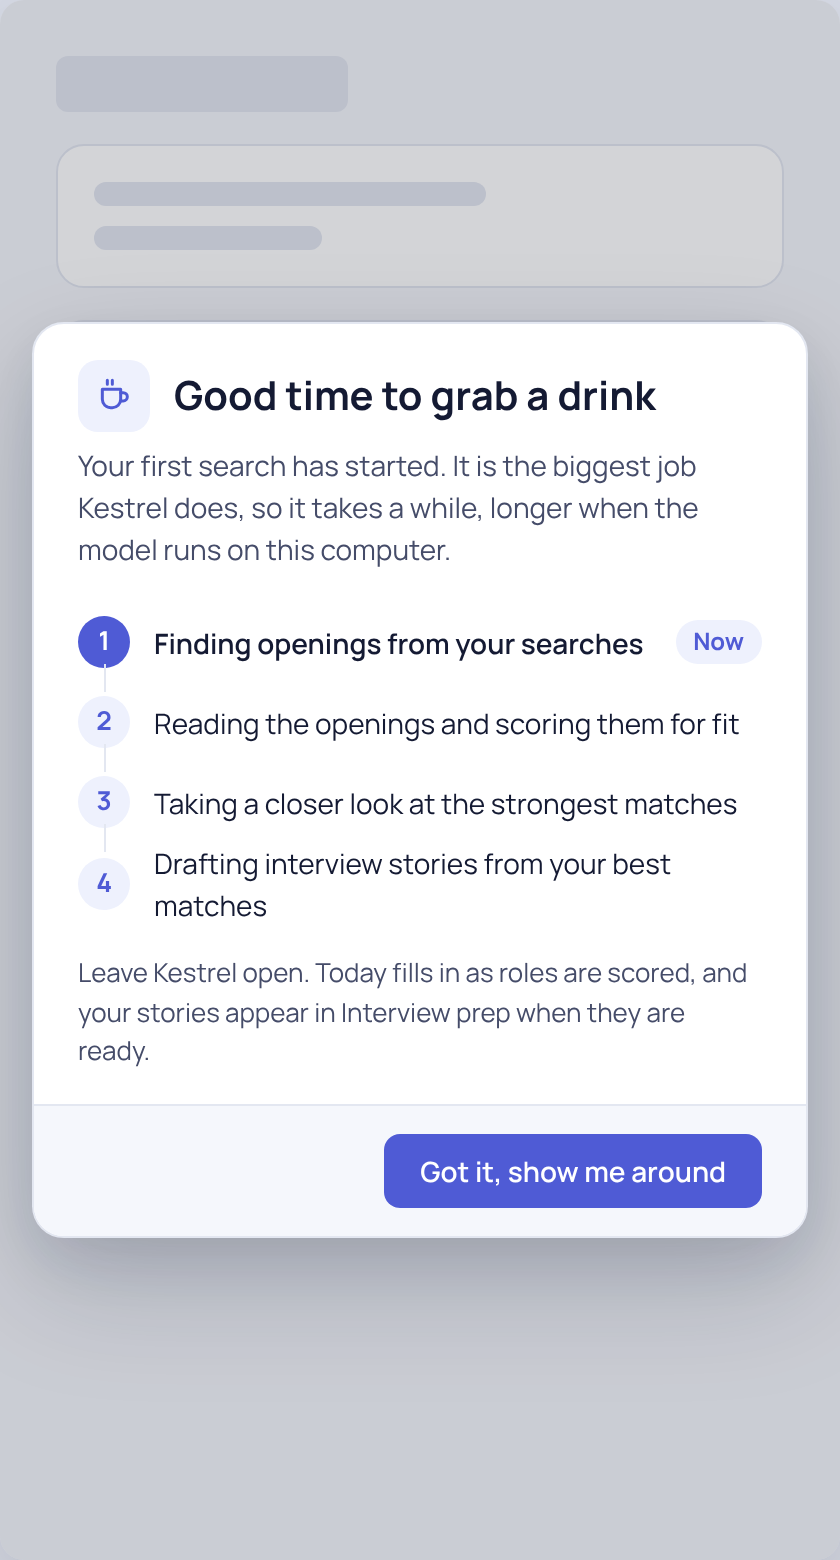 Good time to grab a drink
Your first search has started. It is the biggest job
Kestrel does, so it takes a while, longer when the
model runs on this computer.
1 Finding openings from your searches Now
2 Reading the openings and scoring them for fit
3 Taking a closer look at the strongest matches
4 Drafting interview stories from your best
matches
Leave Kestrel open. Today fills in as roles are scored, and
your stories appear in Interview prep when they are
ready.
Got it, show me around